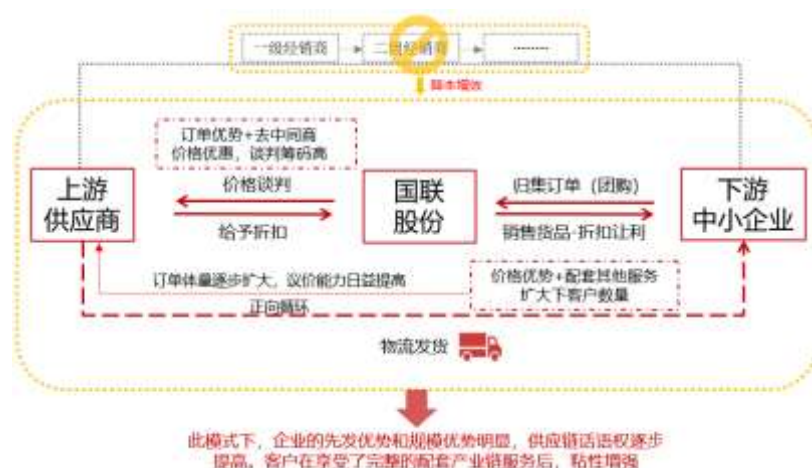 一级经销商
二级经销商
--------
降本增效
订单优势+去中间商
价格优惠，谈判筹码高
上游
供应商
价格谈判
给予折扣
国联
股份
归集订单（团购）
销售货品-折扣让利
下游
中小企业
订单体量逐步扩大，议价能力日益提高
正向循环
价格优势+配套其他服务
扩大下客户数量
物流发货
此模式下，企业的先发优势和规模优势明显，供应链话语权逐步
提高。客户在享受了完整的配套产业链服务后，粘性增强